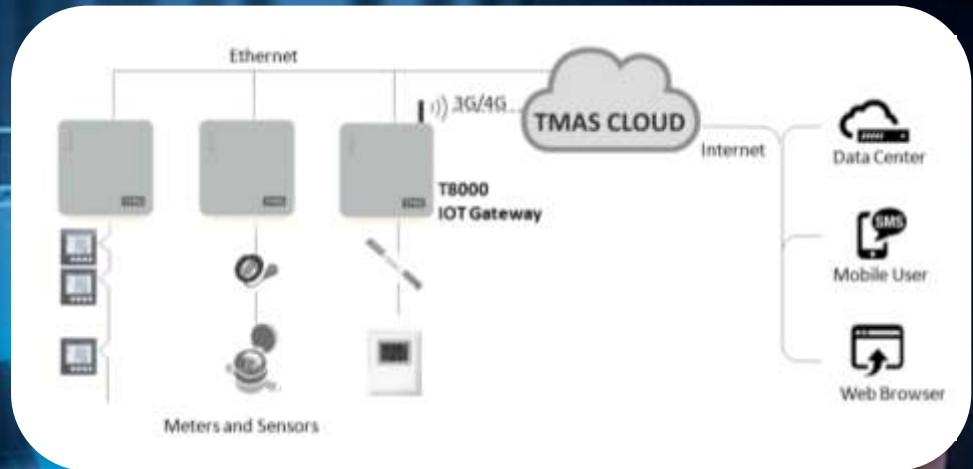 Ethernet
3G/4G
TMAS CLOUD
Internet
Data Center
T8000
IOT Gateway
SMS
Mobile User
Web Browser
Meters and Sensors